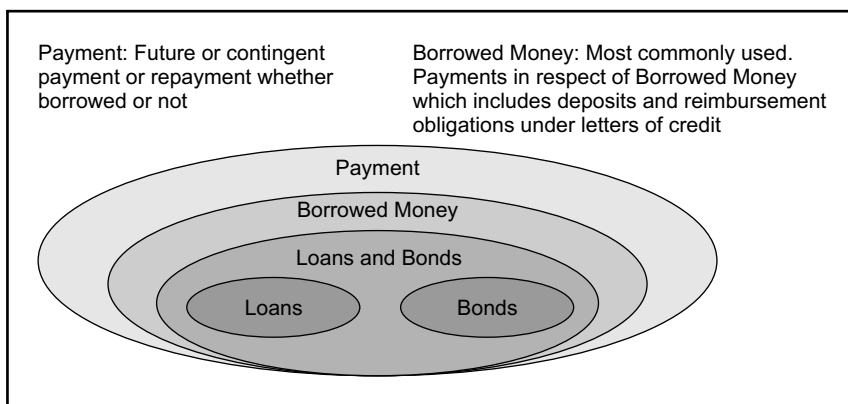 Payment: Future or contingent
payment or repayment whether
borrowed or not
Borrowed Money: Most commonly used.
Payments in respect of Borrowed Money
which includes deposits and reimbursement
obligations under letters of credit
Payment
Borrowed Money
Loans and Bonds
Loans
Bonds